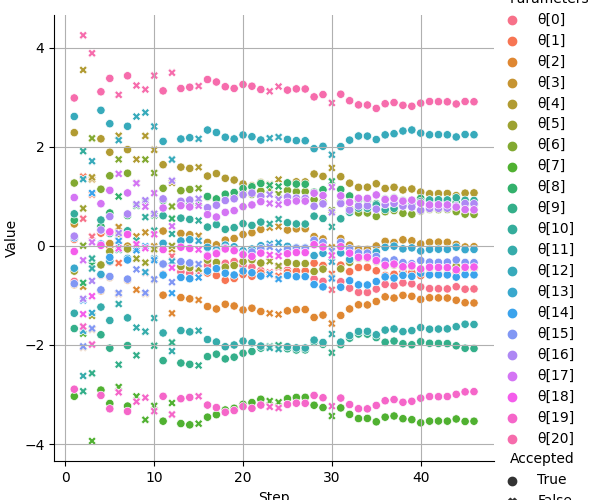 Parameters
θ[0]
θ[1]
θ[2]
θ[3]
θ[4]
θ[5]
θ[6]
θ[7]
θ[8]
θ[9]
θ[10]
θ[11]
θ[12]
θ[13]
θ[14]
θ[15]
θ[16]
θ[17]
θ[18]
θ[19]
θ[20]
Accepted
True
False
Value
4
2
0
−2
−4
0
10
20
30
40
Step